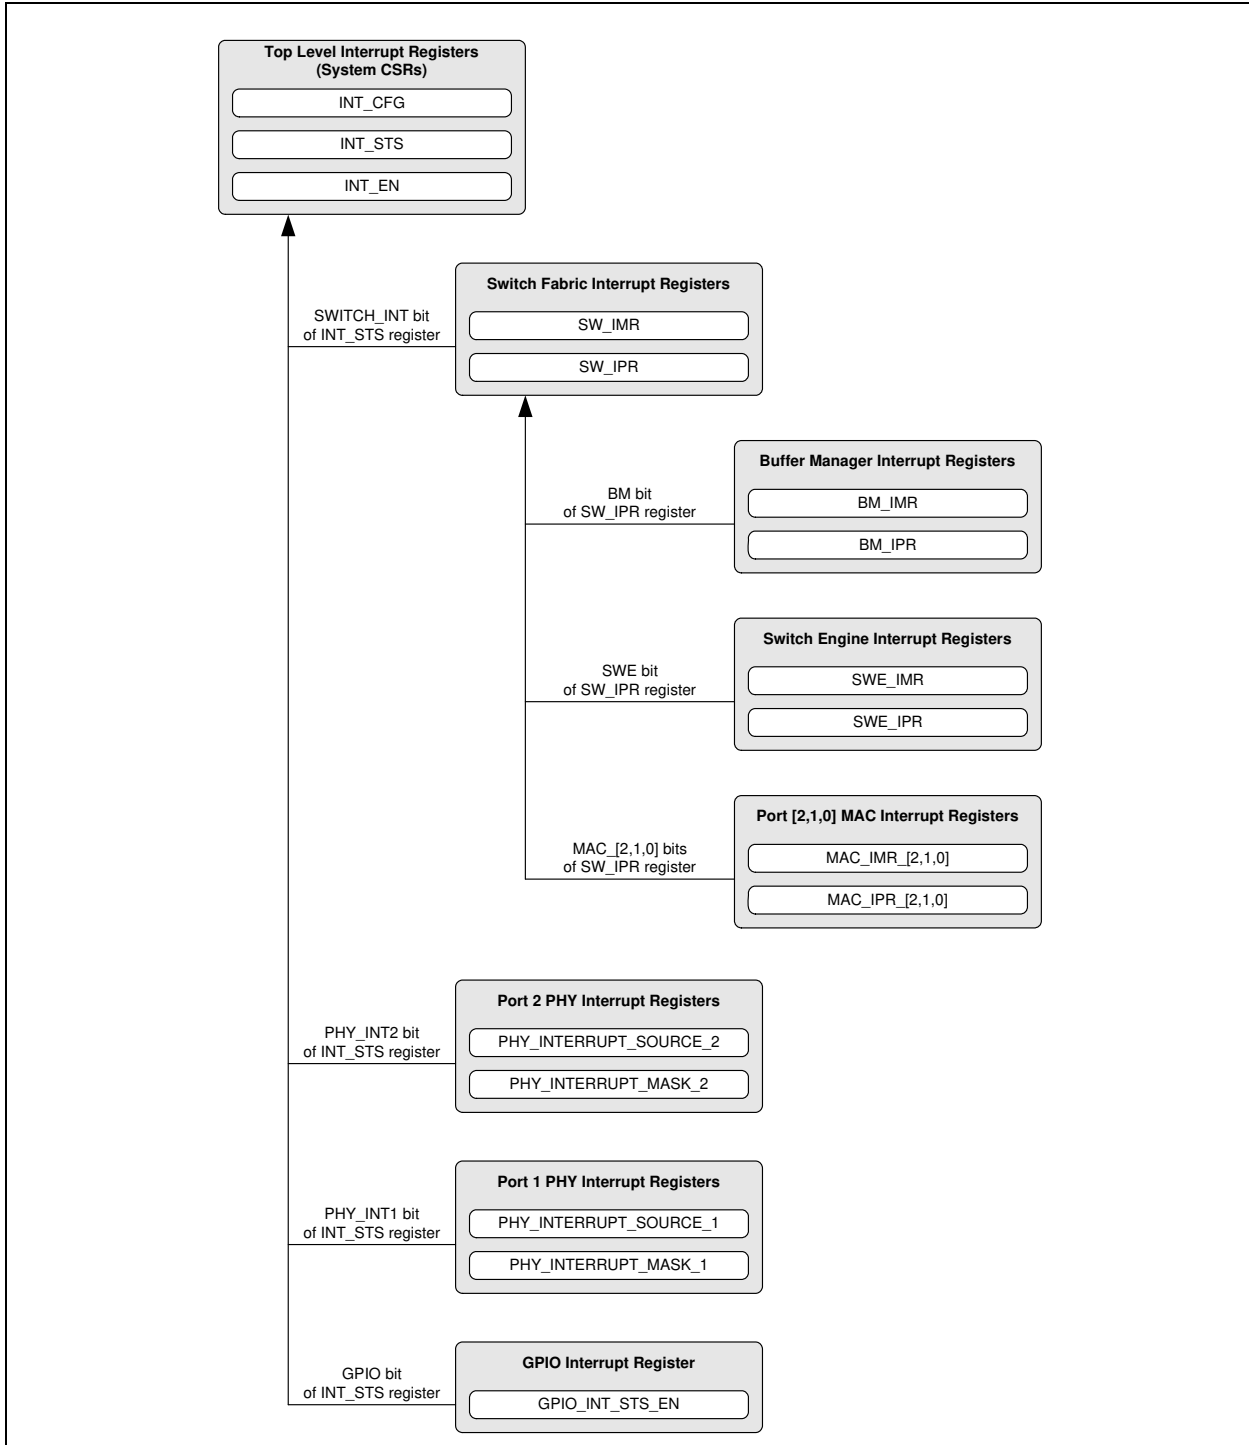 Top Level Interrupt Registers
(System CSRs)
INT_CFG
INT_STS
INT_EN
Switch Fabric Interrupt Registers
SW_IMR
SW_IPR
SWITCH_INT bit
of INT_STS register
Buffer Manager Interrupt Registers
BM_IMR
BM_IPR
BM bit
of SW_IPR register
Switch Engine Interrupt Registers
SWE_IMR
SWE_IPR
SWE bit
of SW_IPR register
Port [2,1,0] MAC Interrupt Registers
MAC_IMR_[2,1,0]
MAC_IPR_[2,1,0]
MAC_[2,1,0] bits
of SW_IPR register
Port 2 PHY Interrupt Registers
PHY_INTERRUPT_SOURCE_2
PHY_INTERRUPT_MASK_2
PHY_INT2 bit
of INT_STS register
Port 1 PHY Interrupt Registers
PHY_INTERRUPT_SOURCE_1
PHY_INTERRUPT_MASK_1
PHY_INT1 bit
of INT_STS register
GPIO Interrupt Register
GPIO_INT_STS_EN
GPIO bit
of INT_STS register